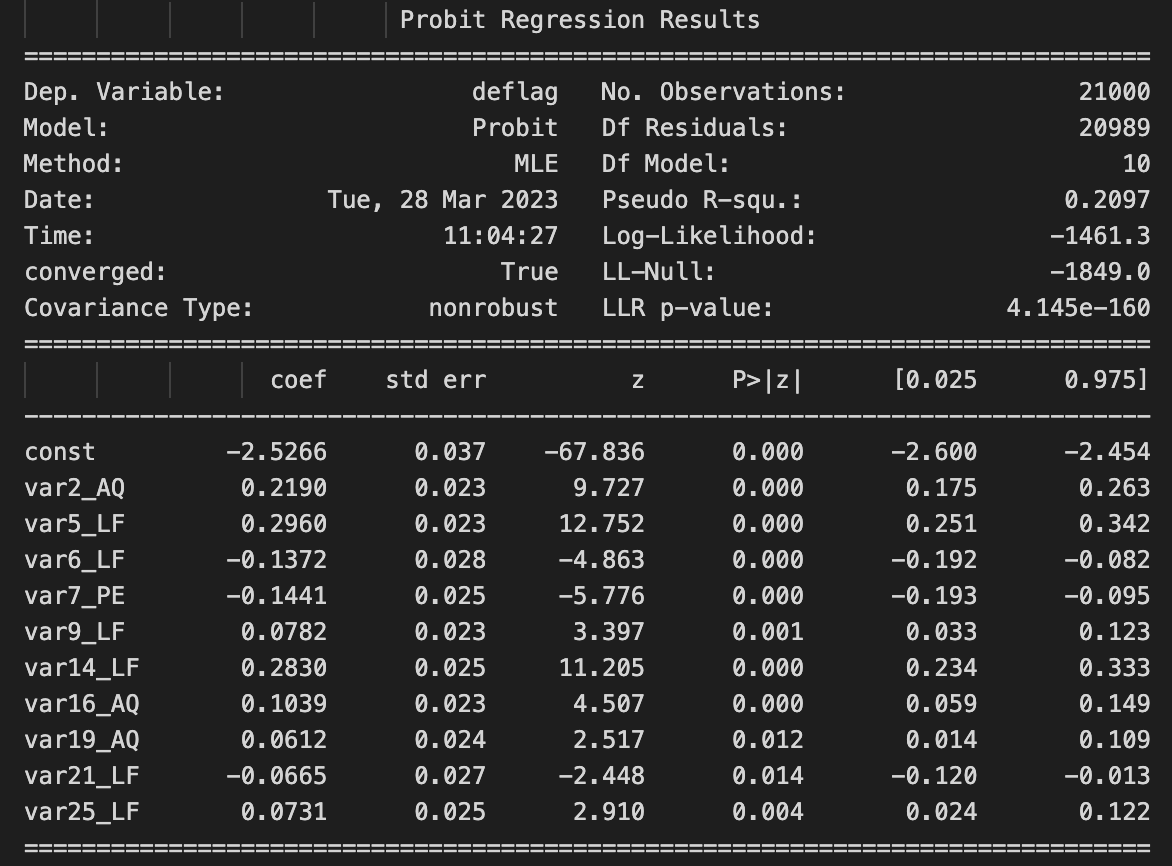 Probit Regression Results
==============================================================================
Dep. Variable: deflag No. Observations: 21000
Model: Probit Df Residuals: 20989
Method: MLE Df Model: 10
Date: Tue, 28 Mar 2023 Pseudo R-squ.: 0.2097
Time: 11:04:27 Log-Likelihood: -1461.3
converged: True LL-Null: -1849.0
Covariance Type: nonrobust LLR p-value: 4.145e-160
==============================================================================
coef std err z P>|z| [0.025 0.975]
------------------------------------------------------------------------------
const -2.5266 0.037 -67.836 0.000 -2.600 -2.454
var2_AQ 0.2190 0.023 9.727 0.000 0.175 0.263
var5_LF 0.2960 0.023 12.752 0.000 0.251 0.342
var6_LF -0.1372 0.028 -4.863 0.000 -0.192 -0.082
var7_PE -0.1441 0.025 -5.776 0.000 -0.193 -0.095
var9_LF 0.0782 0.023 3.397 0.001 0.033 0.123
var14_LF 0.2830 0.025 11.205 0.000 0.234 0.333
var16_AQ 0.1039 0.023 4.507 0.000 0.059 0.149
var19_AQ 0.0612 0.024 2.517 0.012 0.014 0.109
var21_LF -0.0665 0.027 -2.448 0.014 -0.120 -0.013
var25_LF 0.0731 0.025 2.910 0.004 0.024 0.122
==============================================================================